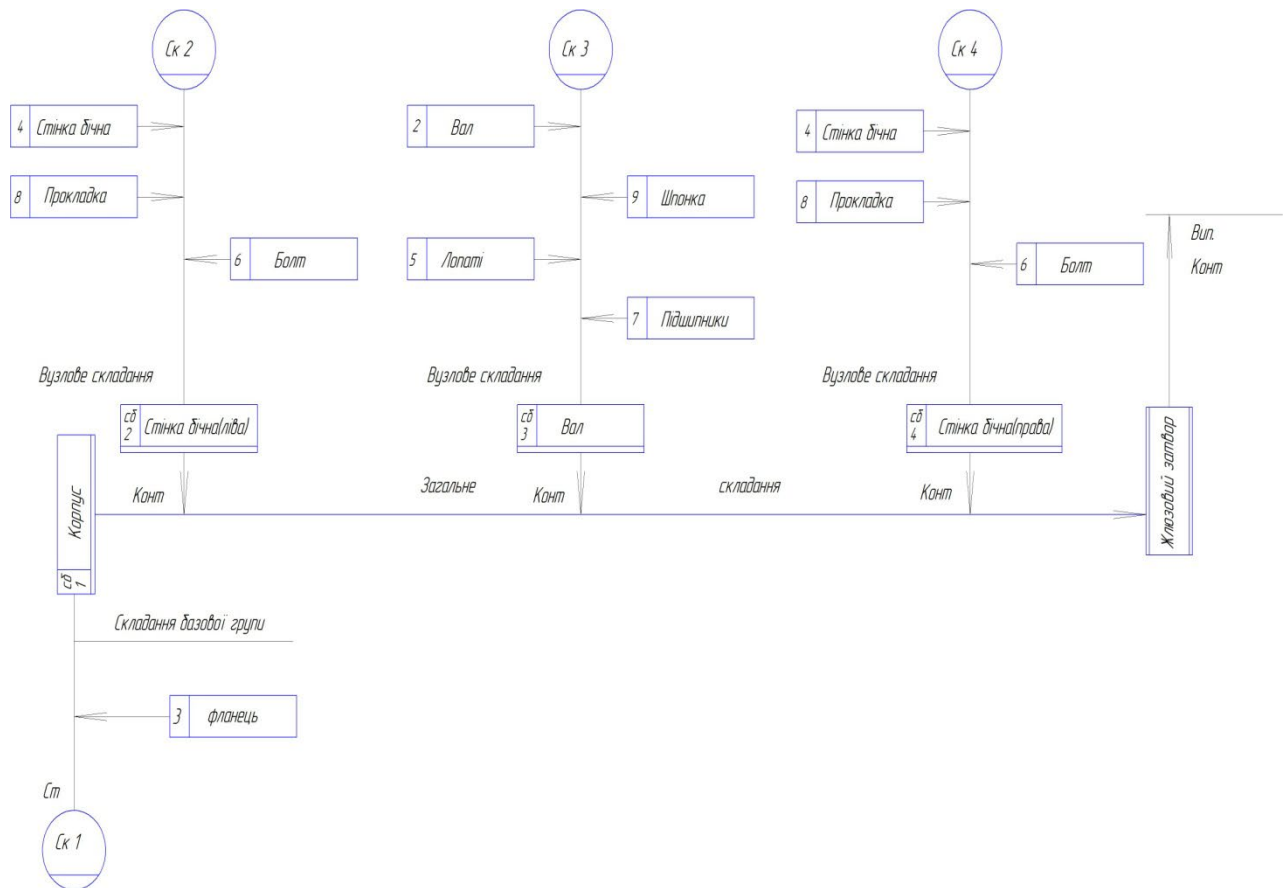 Ск 2
Ск 3
Ск 4
4 Стінка бічна
2 Вал
4 Стінка бічна
8 Прокладка
9 Шпонка
8 Прокладка
6 Болт
5 Лопаті
6 Болт
Вип.
Конт
7 Підшипники
Вузлове складання
Вузлове складання
Вузлове складання
сб 2 Стінка бічна(ліва)
сб 3 Вал
сб 4 Стінка бічна(права)
Корпус
сб 1
Конт
Загальне
Конт
складання
Конт
Жлюзовий затвор
Складання базової групи
3 фланець
Ст
Ск 1